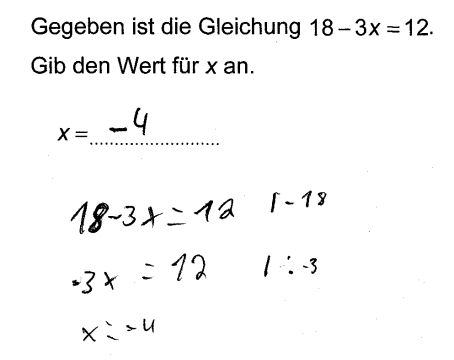 Gegeben ist die Gleichung 18 – 3x = 12.
Gib den Wert für x an.
x = -4
18-3x = 12 | -18
-3x = 12 | : -3
x = -4